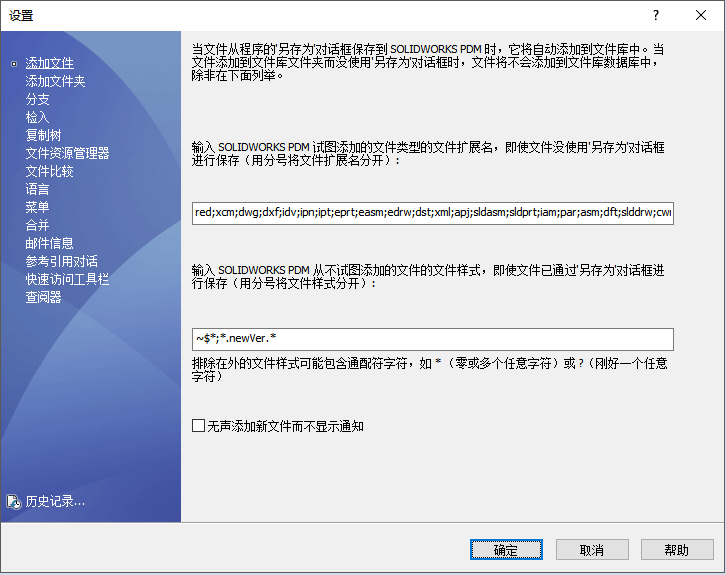 设置
?
添加文件
添加文件夹
分支
检入
复制树
文件资源管理器
文件比较
语言
菜单
合并
邮件信息
参考引用对话
快速访问工具栏
查阅器
历史记录...
当文件从程序的'另存为'对话框保存到 SOLIDWORKS PDM 时，它将自动添加到文件库中。当
文件添加到文件库文件夹而没使用'另存为'对话框时，文件将不会添加到文件库数据库中，
除非在下面列举。
输入 SOLIDWORKS PDM 试图添加的文件类型的文件扩展名，即使文件没使用'另存为'对话框
进行保存（用分号将文件扩展名分开）：
red;xcm;dwg;dxf;idv;ipn;ipt;eprt;easm;edrw;dst;xml;apj;sldasm;sldprt;iam;par;asm;dft;slddrw;cwr
输入 SOLIDWORKS PDM 从不试图添加的文件的文件样式，即使文件已通过'另存为'对话框进
行保存（用分号将文件样式分开）：
~$*;*.newVer.*
排除在外的文件样式可能包含通配符字符，如 *（零或多个任意字符）或 ?（刚好一个任意
字符）
无声添加新文件而不显示通知
确定
取消
帮助